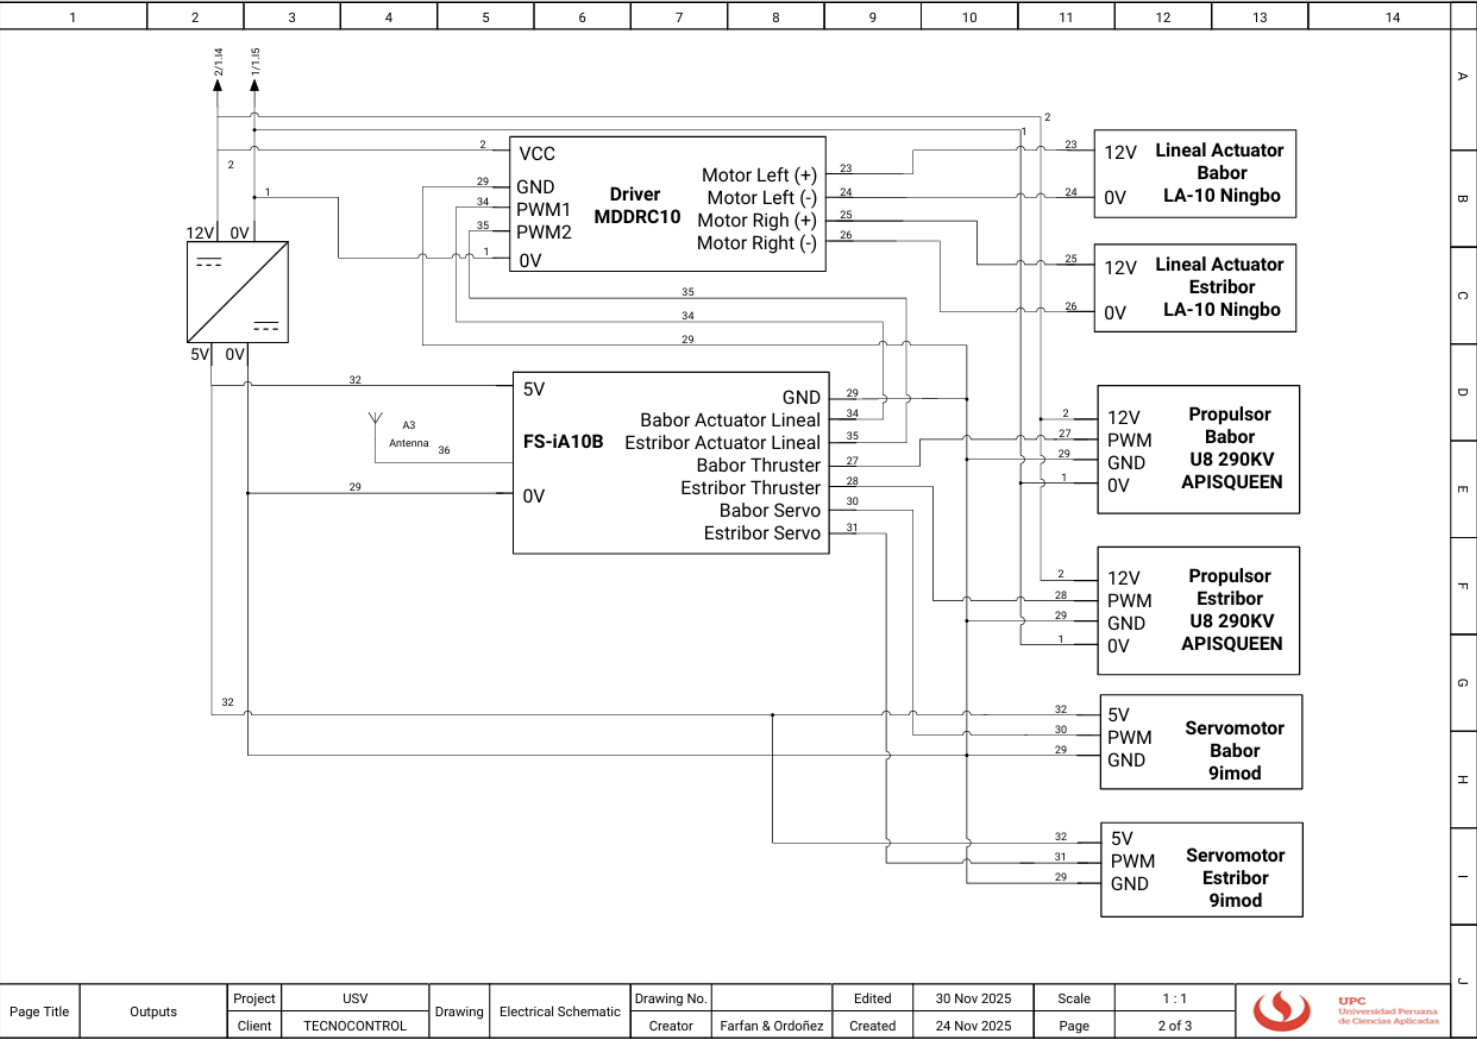 1 2 3 4 5 6 7 8 9 10 11 12 13 14
A
B
C
D
E
F
G
H
I
J
2/1.I4
1/1.I5
2
1
2
1
12V 0V
5V 0V
2
29
34
35
1
VCC
GND
PWM1
PWM2
0V
Driver
MDDRC10
Motor Left (+)
Motor Left (-)
Motor Righ (+)
Motor Right (-)
23
24
25
26
23
24
12V
0V
Lineal Actuator
Babor
LA-10 Ningbo
25
26
12V
0V
Lineal Actuator
Estribor
LA-10 Ningbo
35
34
29
32
A3
Antenna
36
29
5V
0V
FS-iA10B
GND
Babor Actuator Lineal
Estribor Actuator Lineal
Babor Thruster
Estribor Thruster
Babor Servo
Estribor Servo
29
34
35
27
28
30
31
2
27
29
1
12V
PWM
GND
0V
Propulsor
Babor
U8 290KV
APISQUEEN
2
28
29
1
12V
PWM
GND
0V
Propulsor
Estribor
U8 290KV
APISQUEEN
32
32
30
29
5V
PWM
GND
Servomotor
Babor
9imod
32
31
29
5V
PWM
GND
Servomotor
Estribor
9imod
Page Title
Outputs
Project USV
Client TECNOCONTROL
Drawing
Electrical Schematic
Drawing No.
Creator Farfan & Ordoñez
Edited 30 Nov 2025
Created 24 Nov 2025
Scale 1 : 1
Page 2 of 3
UPC
Universidad Peruana
de Ciencias Aplicadas